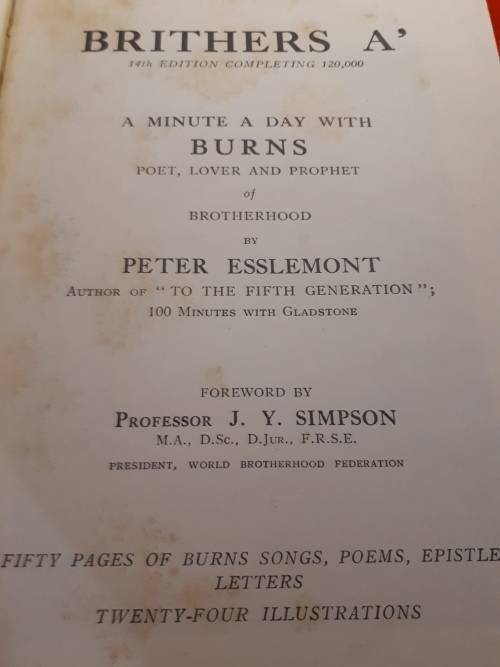 BRITHERS A'
14th EDITION COMPLETING 120,000
A MINUTE A DAY WITH
BURNS
POET, LOVER AND PROPHET
of
BROTHERHOOD
BY
PETER ESSLEMONT
AUTHOR OF "TO THE FIFTH GENERATION";
100 MINUTES WITH GLADSTONE
FOREWORD BY
PROFESSOR J. Y. SIMPSON
M.A., D.Sc., D.Jur., F.R.S.E.
PRESIDENT, WORLD BROTHERHOOD FEDERATION
FIFTY PAGES OF BURNS SONGS, POEMS, EPISTLE
LETTERS
TWENTY-FOUR ILLUSTRATIONS